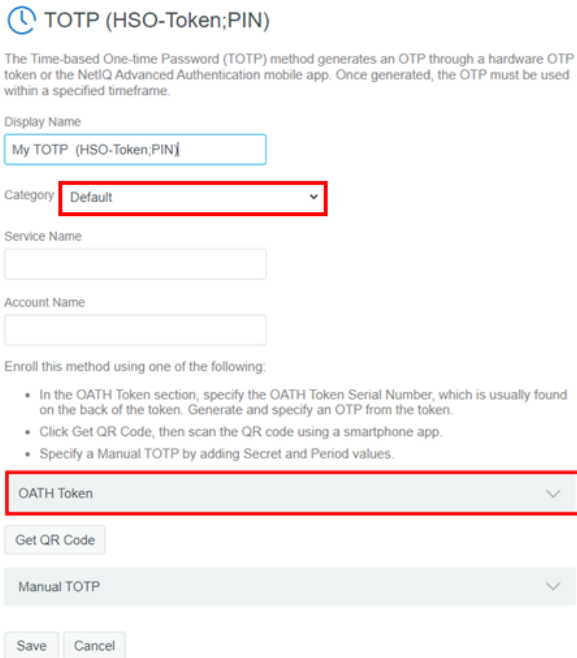 TOTP (HSO-Token;PIN)
The Time-based One-time Password (TOTP) method generates an OTP through a hardware OTP
token or the NetIQ Advanced Authentication mobile app. Once generated, the OTP must be used
within a specified timeframe.
Display Name
My TOTP  (HSO-Token;PIN)
Category
Default
Service Name
Account Name
Enroll this method using one of the following:
• In the OATH Token section, specify the OATH Token Serial Number, which is usually found
on the back of the token. Generate and specify an OTP from the token.
• Click Get QR Code, then scan the QR code using a smartphone app.
• Specify a Manual TOTP by adding Secret and Period values.
OATH Token
Get QR Code
Manual TOTP
Save Cancel